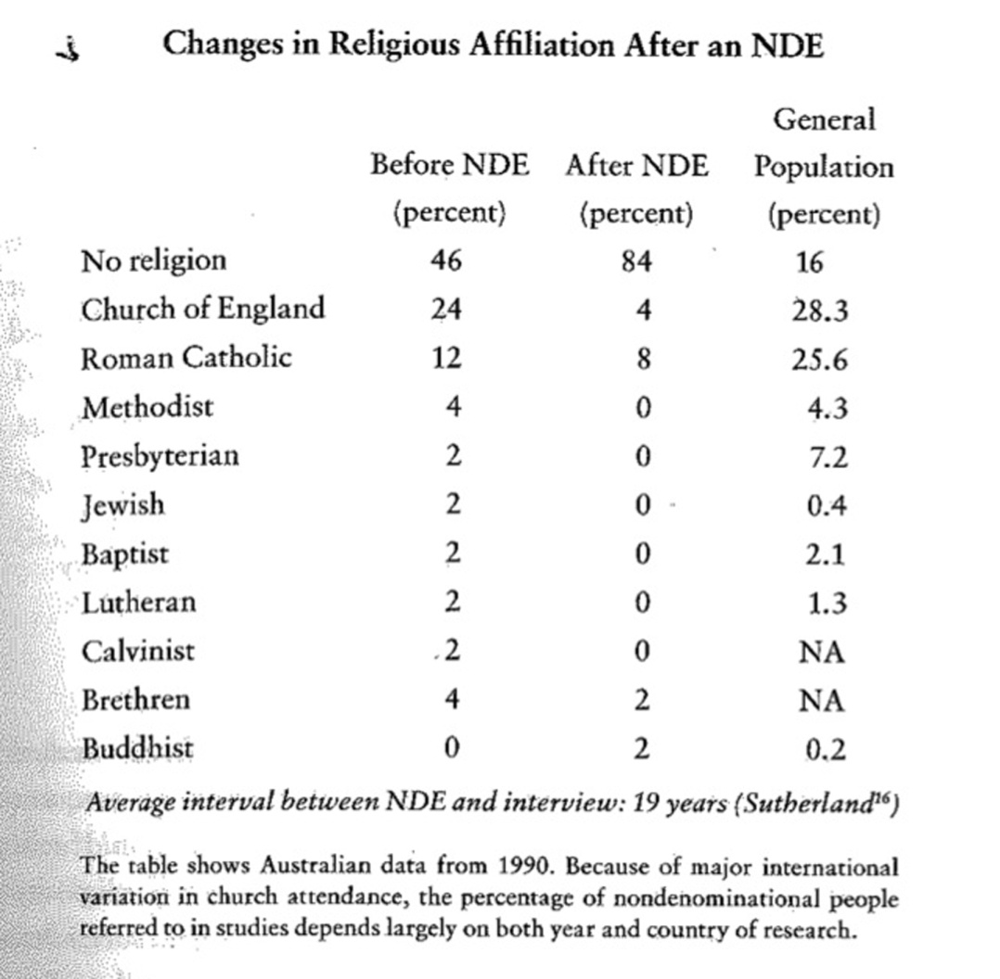 Changes in Religious Affiliation After an NDE
General
Before NDE After NDE Population
(percent) (percent) (percent)
No religion 46 84 16
Church of England 24 4 28.3
Roman Catholic 12 8 25.6
Methodist 4 0 4.3
Presbyterian 2 0 7.2
Jewish 2 0 0.4
Baptist 2 0 2.1
Lutheran 2 0 1.3
Calvinist 2 0 NA
Brethren 4 2 NA
Buddhist 0 2 0.2
Average interval between NDE and interview: 19 years (Sutherland¹⁶)
The table shows Australian data from 1990. Because of major international
variation in church attendance, the percentage of nondenominational people
referred to in studies depends largely on both year and country of research.